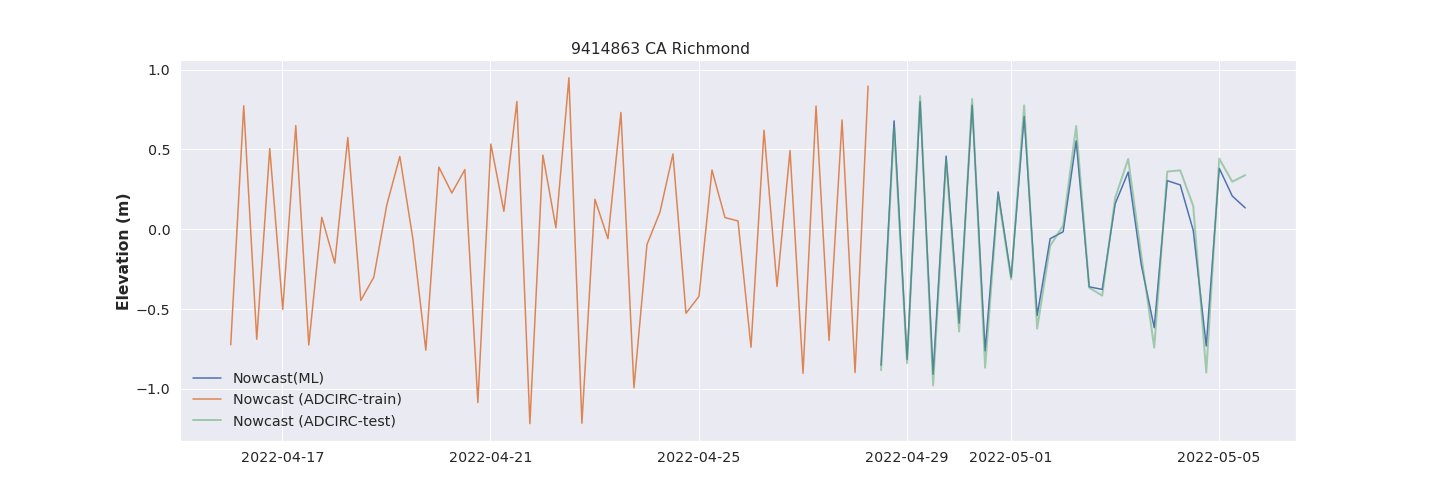 9414863 CA Richmond
Elevation (m)
1.0
0.5
0.0
−0.5
−1.0
Nowcast(ML)
Nowcast (ADCIRC-train)
Nowcast (ADCIRC-test)
2022-04-17 2022-04-21 2022-04-25 2022-04-29 2022-05-01 2022-05-05